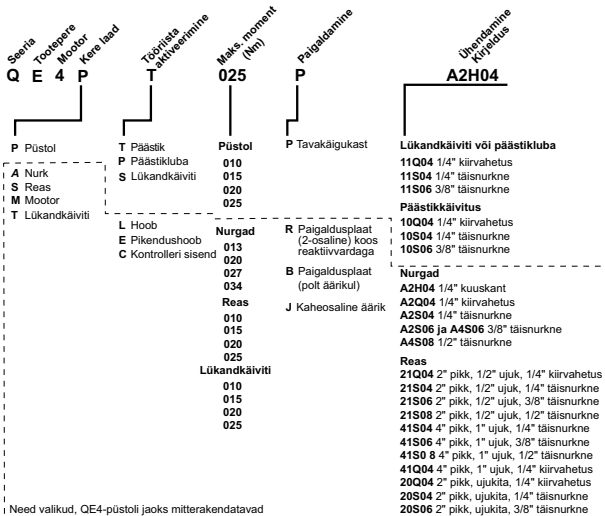 Seeria
Tootepere
Mootor
Kere laad
Tööriista aktiveerimine
Maks. moment (Nm)
Paigaldamine
Ühendamine Kirjeldus
Q E 4 P T 025 P A2H04
P Püstol
A Nurk
S Reas
M Mootor
T Lükandkäiviti
T Päästik
P Päästikluba
S Lükandkäiviti
L Hoob
E Pikendushoob
C Kontrolleri sisend
Püstol
010
015
020
025
Nurgad
013
020
027
034
Reas
010
015
020
025
Lükandkäiviti
010
015
020
025
P Tavakäigukast
R Paigaldusplaat
(2-osaline) koos
reaktiivvardaga
B Paigaldusplaat
(polt äärikul)
J Kaheosaline äärik
Lükandkäiviti või päästikluba
11Q04 1/4" kiirvahetus
11S04 1/4" täisnurkne
11S06 3/8" täisnurkne
Päästikkäivitus
10Q04 1/4" kiirvahetus
10S04 1/4" täisnurkne
10S06 3/8" täisnurkne
Nurgad
A2H04 1/4" kuuskant
A2Q04 1/4" kiirvahetus
A2S04 1/4" täisnurkne
A2S06 ja A4S06 3/8" täisnurkne
A4S08 1/2" täisnurkne
Reas
21Q04 2" pikk, 1/2" ujuk, 1/4" kiirvahetus
21S04 2" pikk, 1/2" ujuk, 1/4" täisnurkne
21S06 2" pikk, 1/2" ujuk, 3/8" täisnurkne
21S08 2" pikk, 1/2" ujuk, 1/2" täisnurkne
41S04 4" pikk, 1" ujuk, 1/4" täisnurkne
41S06 4" pikk, 1" ujuk, 3/8" täisnurkne
41S0 8 4" pikk, 1" ujuk, 1/2" täisnurkne
41Q04 4" pikk, 1" ujuk, 1/4" kiirvahetus
20Q04 2" pikk, ujukita, 1/4" kiirvahetus
20S04 2" pikk, ujukita, 1/4" täisnurkne
20S06 2" pikk, ujukita, 3/8" täisnurkne
Need valikud, QE4-püstoli jaoks mitterakendatavad